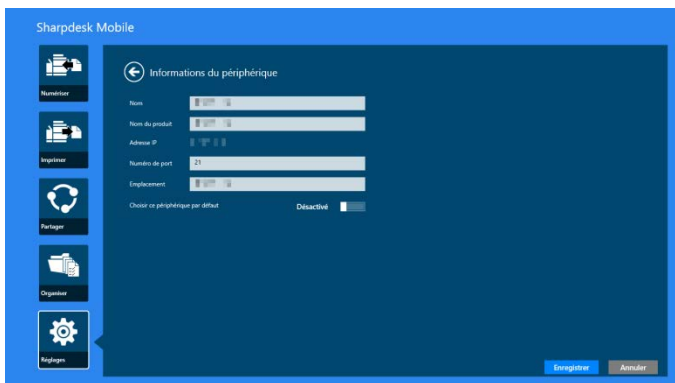 Sharpdesk Mobile
Numériser
Imprimer
Partager
Organiser
Réglages
Informations du périphérique
Nom
Nom du produit
Adresse IP
Numéro de port 21
Emplacement
Choisir ce périphérique par défaut Désactivé
Enregistrer Annuler